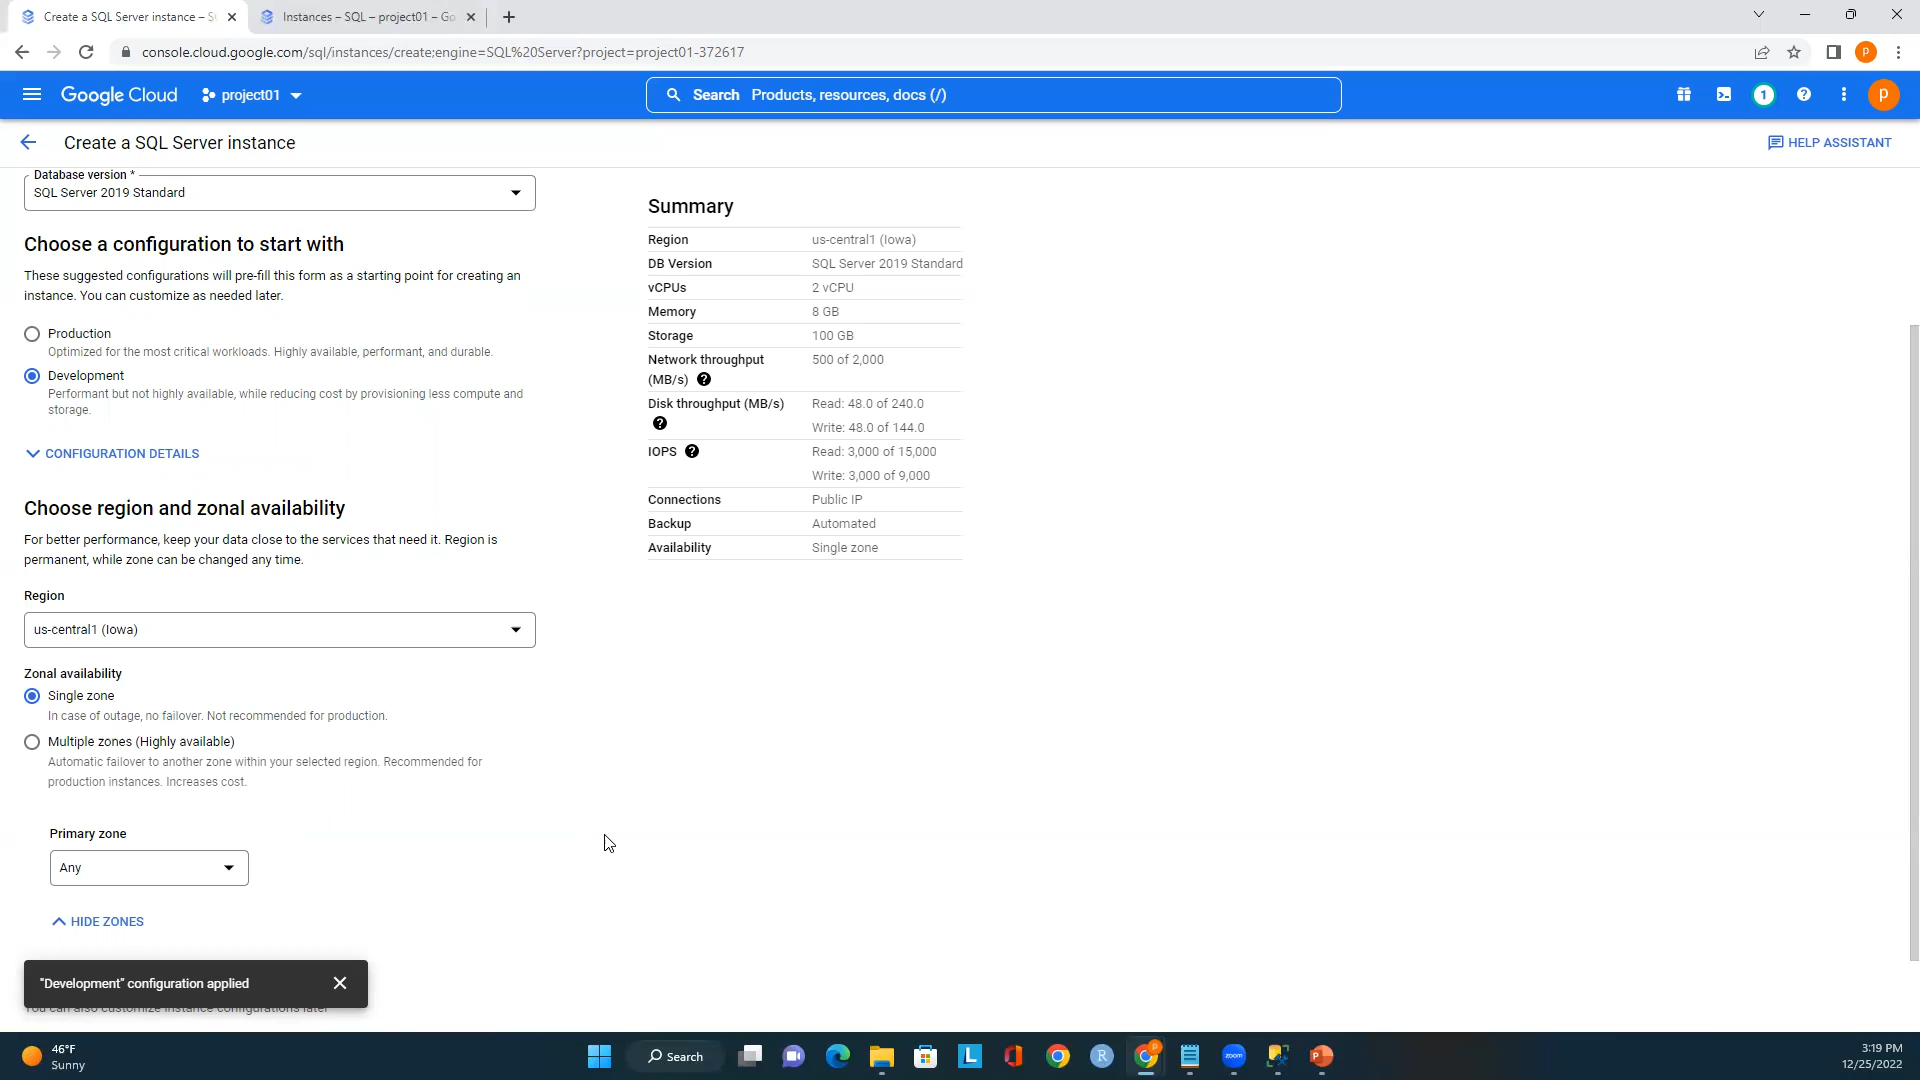 Create a SQL Server instance – S
Instances – SQL – project01 – Go
console.cloud.google.com/sql/instances/create;engine=SQL%20Server?project=project01-372617
P
Google Cloud
project01
Search Products, resources, docs (/)
1
P
Create a SQL Server instance
HELP ASSISTANT
Database version *
SQL Server 2019 Standard
Choose a configuration to start with
These suggested configurations will pre-fill this form as a starting point for creating an
instance. You can customize as needed later.
Production
Optimized for the most critical workloads. Highly available, performant, and durable.
Development
Performant but not highly available, while reducing cost by provisioning less compute and
storage.
CONFIGURATION DETAILS
Choose region and zonal availability
For better performance, keep your data close to the services that need it. Region is
permanent, while zone can be changed any time.
Region
us-central1 (Iowa)
Zonal availability
Single zone
In case of outage, no failover. Not recommended for production.
Multiple zones (Highly available)
Automatic failover to another zone within your selected region. Recommended for
production instances. Increases cost.
Primary zone
Any
HIDE ZONES
"Development" configuration applied
You can also customize instance configurations later
Summary
Region us-central1 (Iowa)
DB Version SQL Server 2019 Standard
vCPUs 2 vCPU
Memory 8 GB
Storage 100 GB
Network throughput 500 of 2,000
(MB/s)
Disk throughput (MB/s) Read: 48.0 of 240.0
Write: 48.0 of 144.0
IOPS Read: 3,000 of 15,000
Write: 3,000 of 9,000
Connections Public IP
Backup Automated
Availability Single zone
46°F
Sunny
Search
L
R
P
zoom
P
3:19 PM
12/25/2022